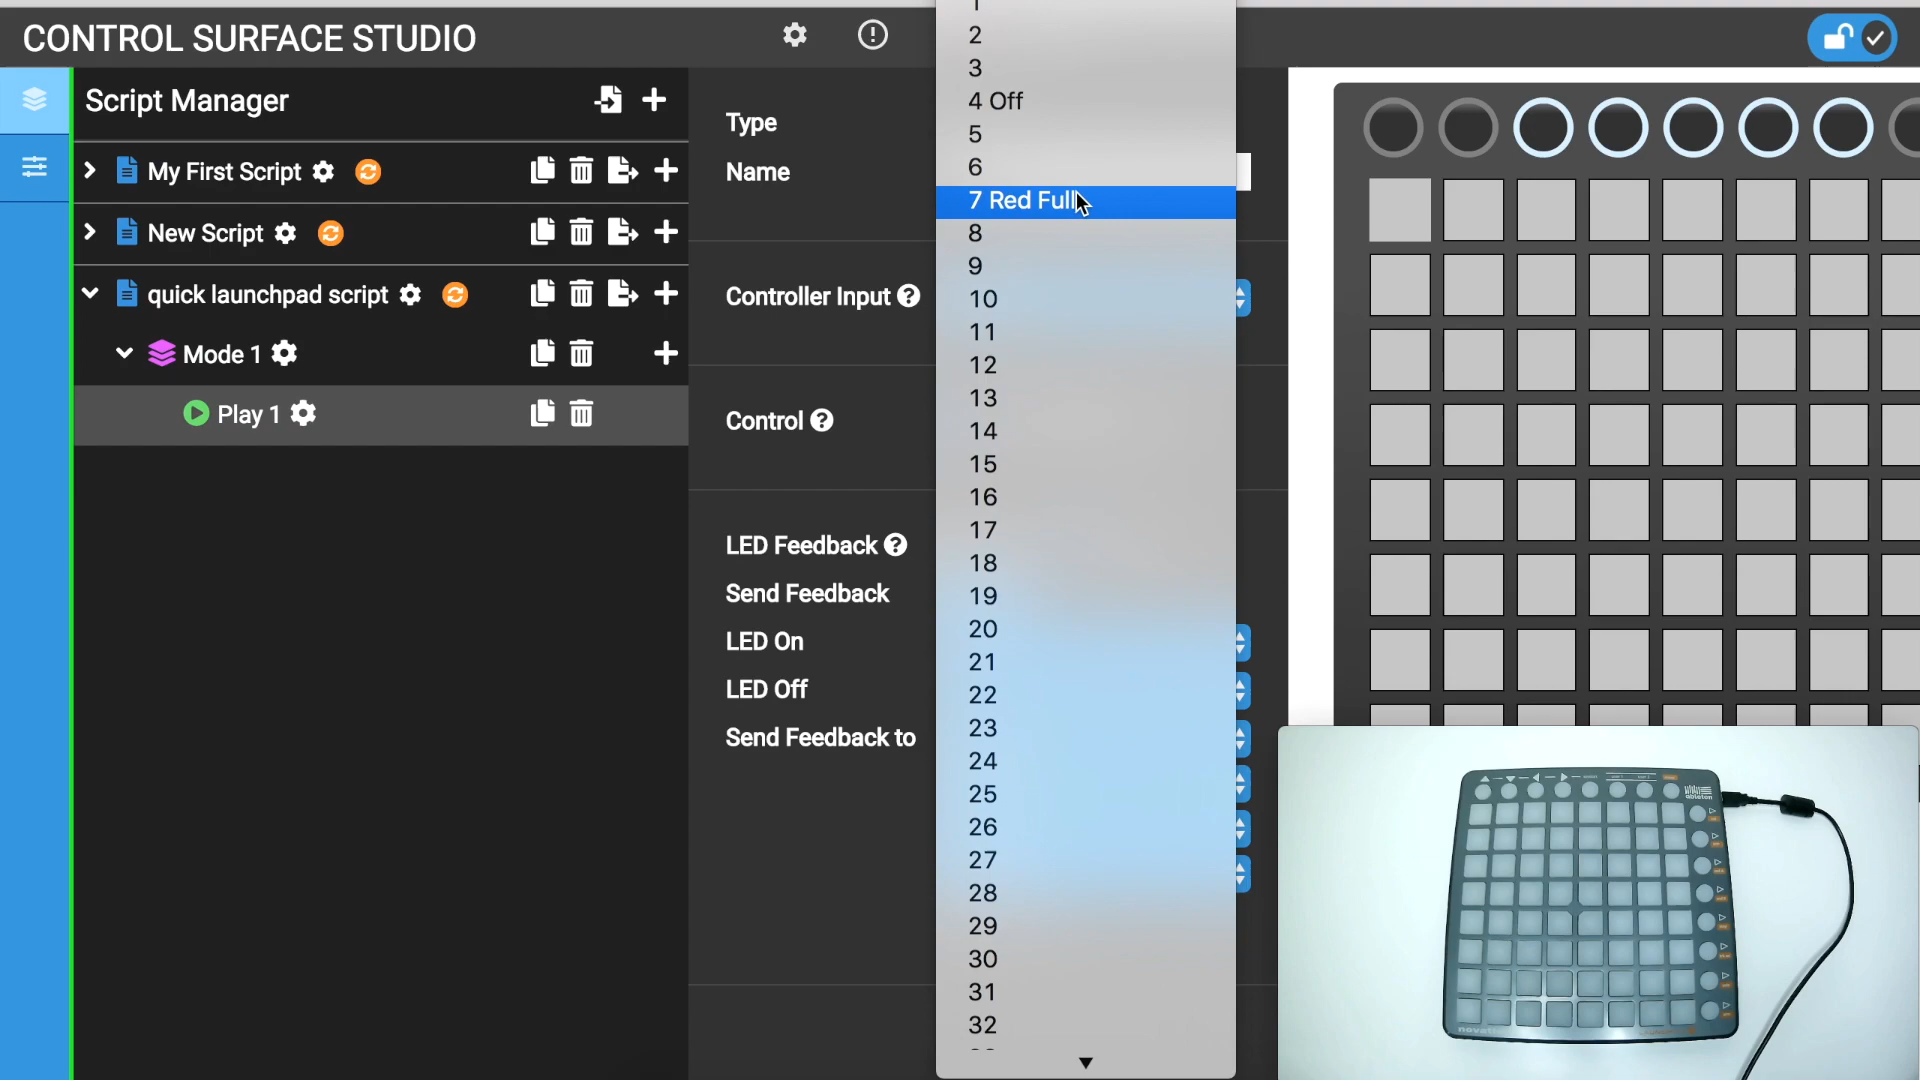 CONTROL SURFACE STUDIO
Script Manager
My First Script
New Script
quick launchpad script
Mode 1
Play 1
Type
Name
Controller Input
Control
LED Feedback
Send Feedback
LED On
LED Off
Send Feedback to
2
3
4 Off
5
6
7 Red Full
8
9
10
11
12
13
14
15
16
17
18
19
20
21
22
23
24
25
26
27
28
29
30
31
32
ableton